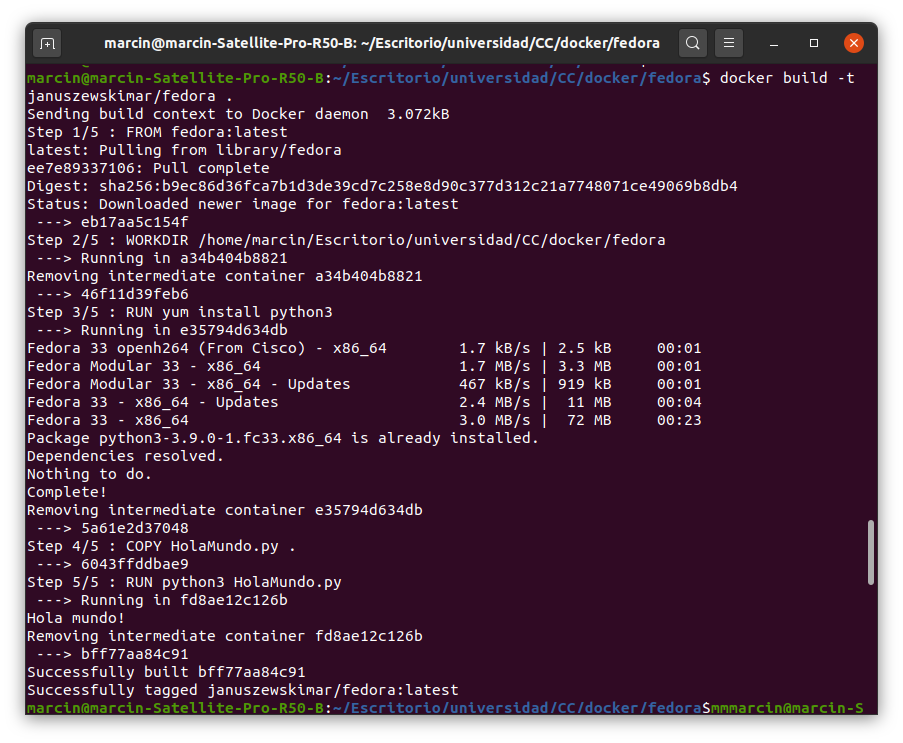 marcin@marcin-Satellite-Pro-R50-B: ~/Escritorio/universidad/CC/docker/fedora
marcin@marcin-Satellite-Pro-R50-B:~/Escritorio/universidad/CC/docker/fedora$ docker build -t
januszewskimar/fedora .
Sending build context to Docker daemon  3.072kB
Step 1/5 : FROM fedora:latest
latest: Pulling from library/fedora
ee7e89337106: Pull complete
Digest: sha256:b9ec86d36fca7b1d3de39cd7c258e8d90c377d312c21a7748071ce49069b8db4
Status: Downloaded newer image for fedora:latest
 ---> eb17aa5c154f
Step 2/5 : WORKDIR /home/marcin/Escritorio/universidad/CC/docker/fedora
 ---> Running in a34b404b8821
Removing intermediate container a34b404b8821
 ---> 46f11d39feb6
Step 3/5 : RUN yum install python3
 ---> Running in e35794d634db
Fedora 33 openh264 (From Cisco) - x86_64        1.7 kB/s | 2.5 kB     00:01
Fedora Modular 33 - x86_64                      1.7 MB/s | 3.3 MB     00:01
Fedora Modular 33 - x86_64 - Updates            467 kB/s | 919 kB     00:01
Fedora 33 - x86_64 - Updates                    2.4 MB/s |  11 MB     00:04
Fedora 33 - x86_64                              3.0 MB/s |  72 MB     00:23
Package python3-3.9.0-1.fc33.x86_64 is already installed.
Dependencies resolved.
Nothing to do.
Complete!
Removing intermediate container e35794d634db
 ---> 5a61e2d37048
Step 4/5 : COPY HolaMundo.py .
 ---> 6043ffddbae9
Step 5/5 : RUN python3 HolaMundo.py
 ---> Running in fd8ae12c126b
Hola mundo!
Removing intermediate container fd8ae12c126b
 ---> bff77aa84c91
Successfully built bff77aa84c91
Successfully tagged januszewskimar/fedora:latest
marcin@marcin-Satellite-Pro-R50-B:~/Escritorio/universidad/CC/docker/fedora$mmmarcin@marcin-S